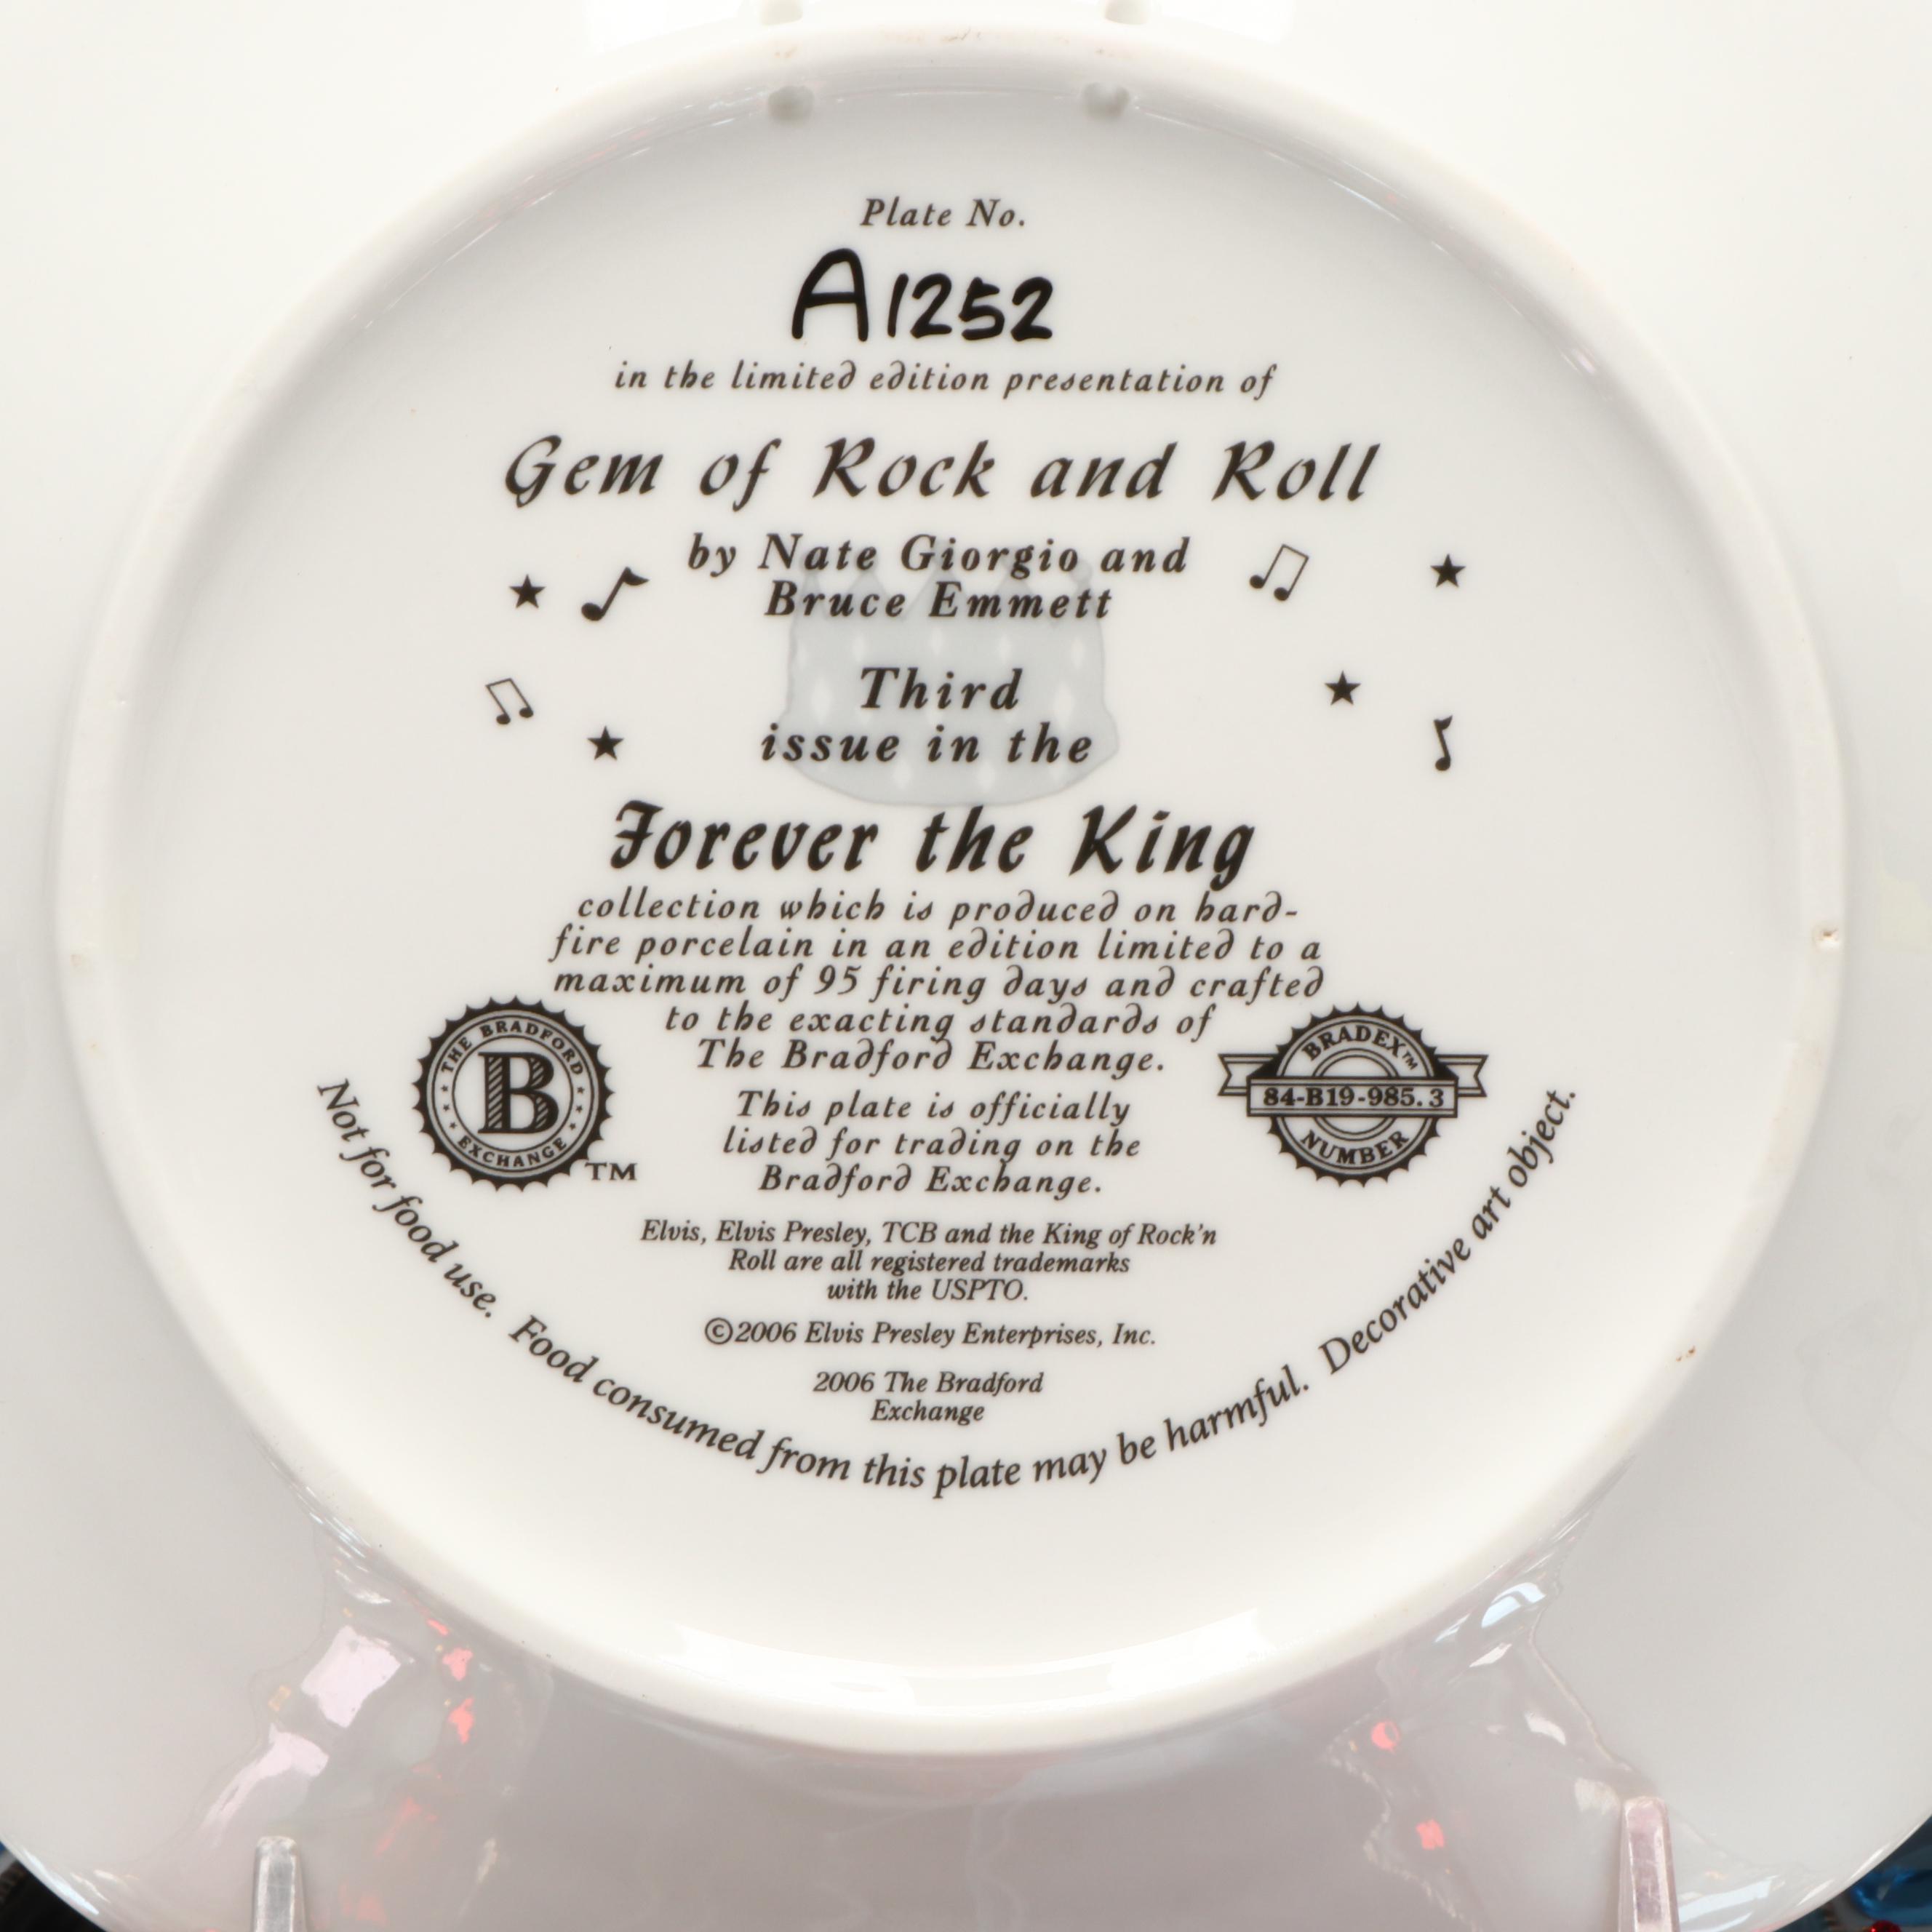 Plate No.
A1252
in the limited edition presentation of
Gem of Rock and Roll
by Nate Giorgio and
Bruce Emmett
Third
issue in the
Forever the King
collection which is produced on hard-
fire porcelain in an edition limited to a
maximum of 95 firing days and crafted
to the exacting standards of
The Bradford Exchange.
This plate is officially
listed for trading on the
Bradford Exchange.
THE BRADFORD
B
EXCHANGE
TM
BRADEX™
84-B19-985.3
NUMBER
Elvis, Elvis Presley, TCB and the King of Rock'n
Roll are all registered trademarks
with the USPTO.
©2006 Elvis Presley Enterprises, Inc.
2006 The Bradford
Exchange
Not for food use. Food consumed from this plate may be harmful. Decorative art object.